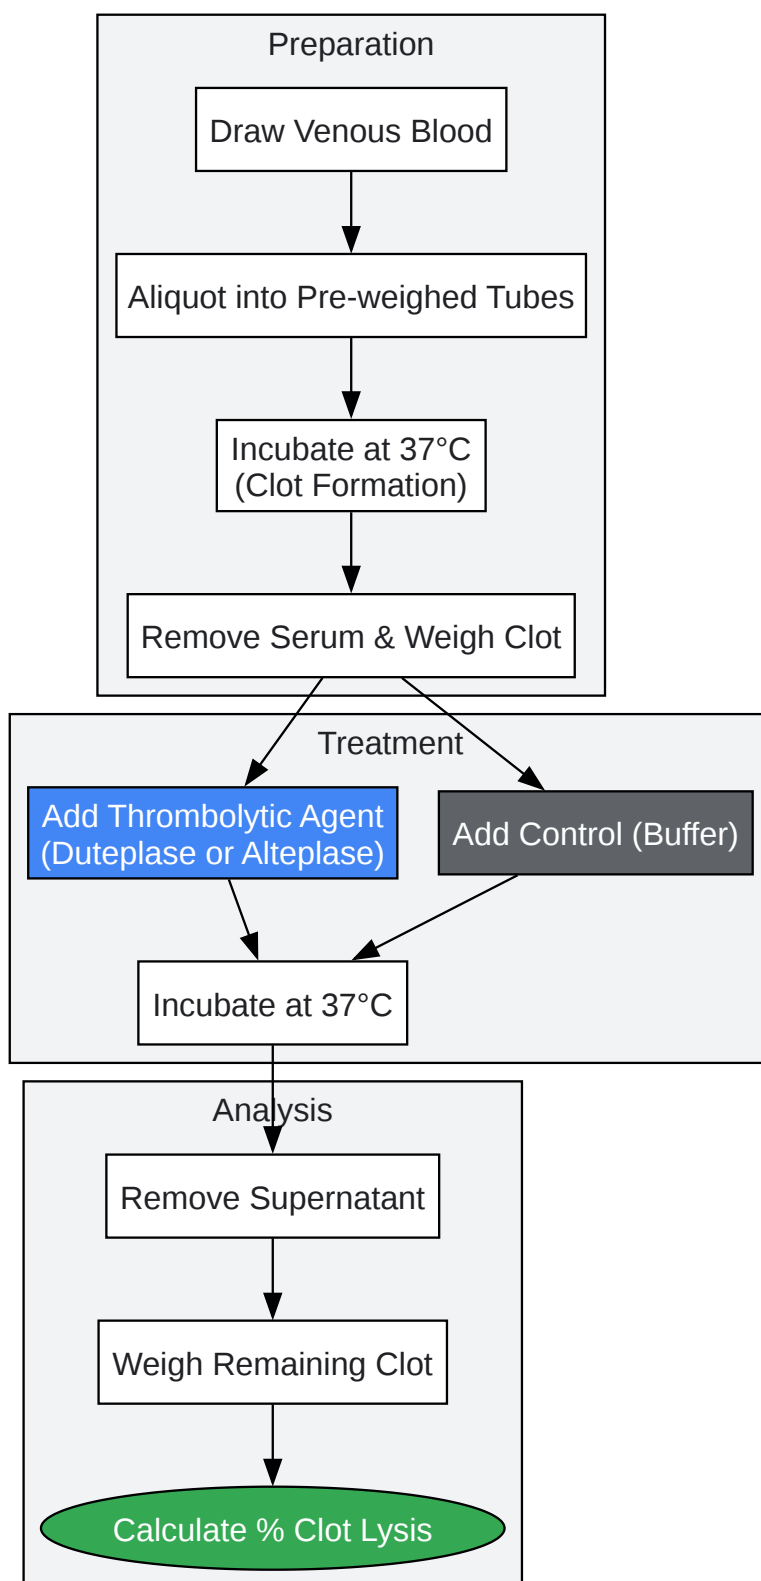 Preparation
Draw Venous Blood
Aliquot into Pre-weighed Tubes
Incubate at 37°C
(Clot Formation)
Remove Serum & Weigh Clot
Treatment
Add Thrombolytic Agent
(Duteplase or Alteplase)
Add Control (Buffer)
Incubate at 37°C
Analysis
Remove Supernatant
Weigh Remaining Clot
Calculate % Clot Lysis